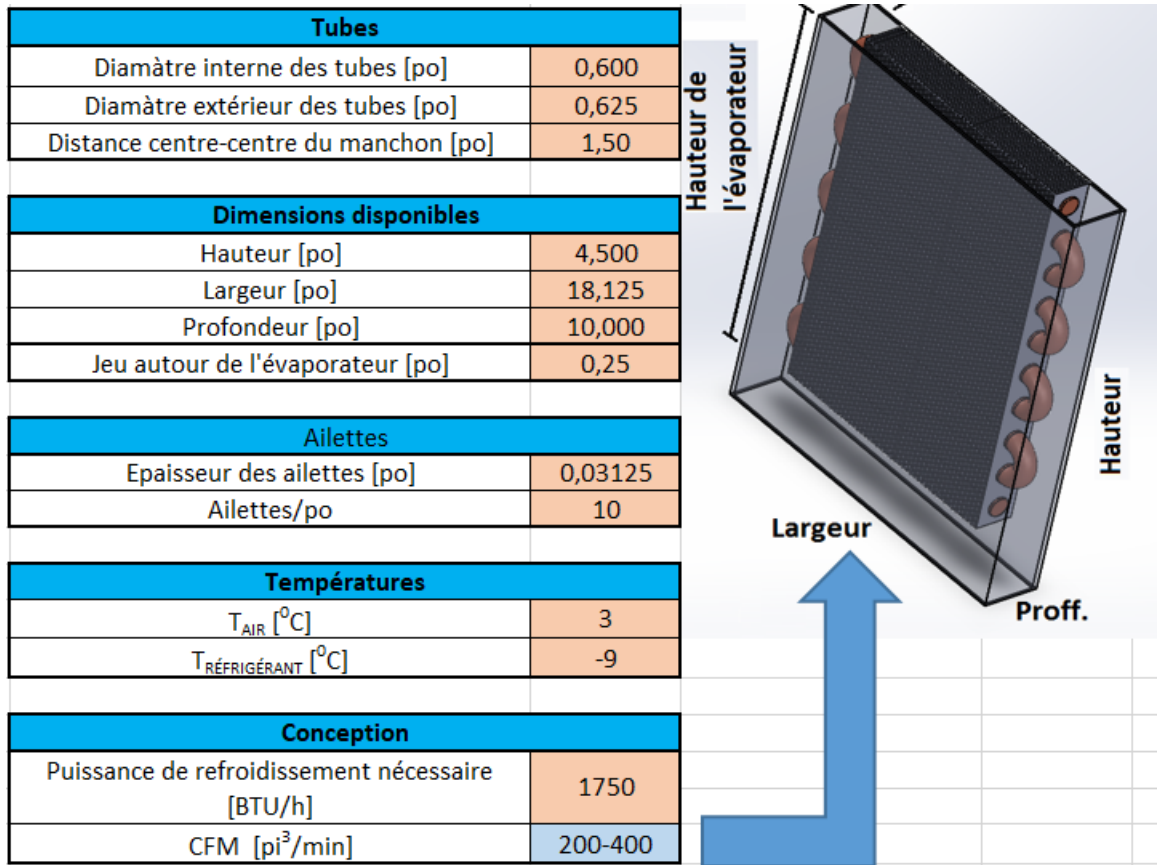 Tubes
Diamàtre interne des tubes [po] 0,600
Diamàtre extérieur des tubes [po] 0,625
Distance centre-centre du manchon [po] 1,50
Dimensions disponibles
Hauteur [po] 4,500
Largeur [po] 18,125
Profondeur [po] 10,000
Jeu autour de l'évaporateur [po] 0,25
Ailettes
Epaisseur des ailettes [po] 0,03125
Ailettes/po 10
Températures
TAIR [⁰C] 3
TRÉFRIGÉRANT [⁰C] -9
Conception
Puissance de refroidissement nécessaire
[BTU/h] 1750
CFM [pi³/min] 200-400
Hauteur de
l'évaporateur
Hauteur
Largeur
Proff.